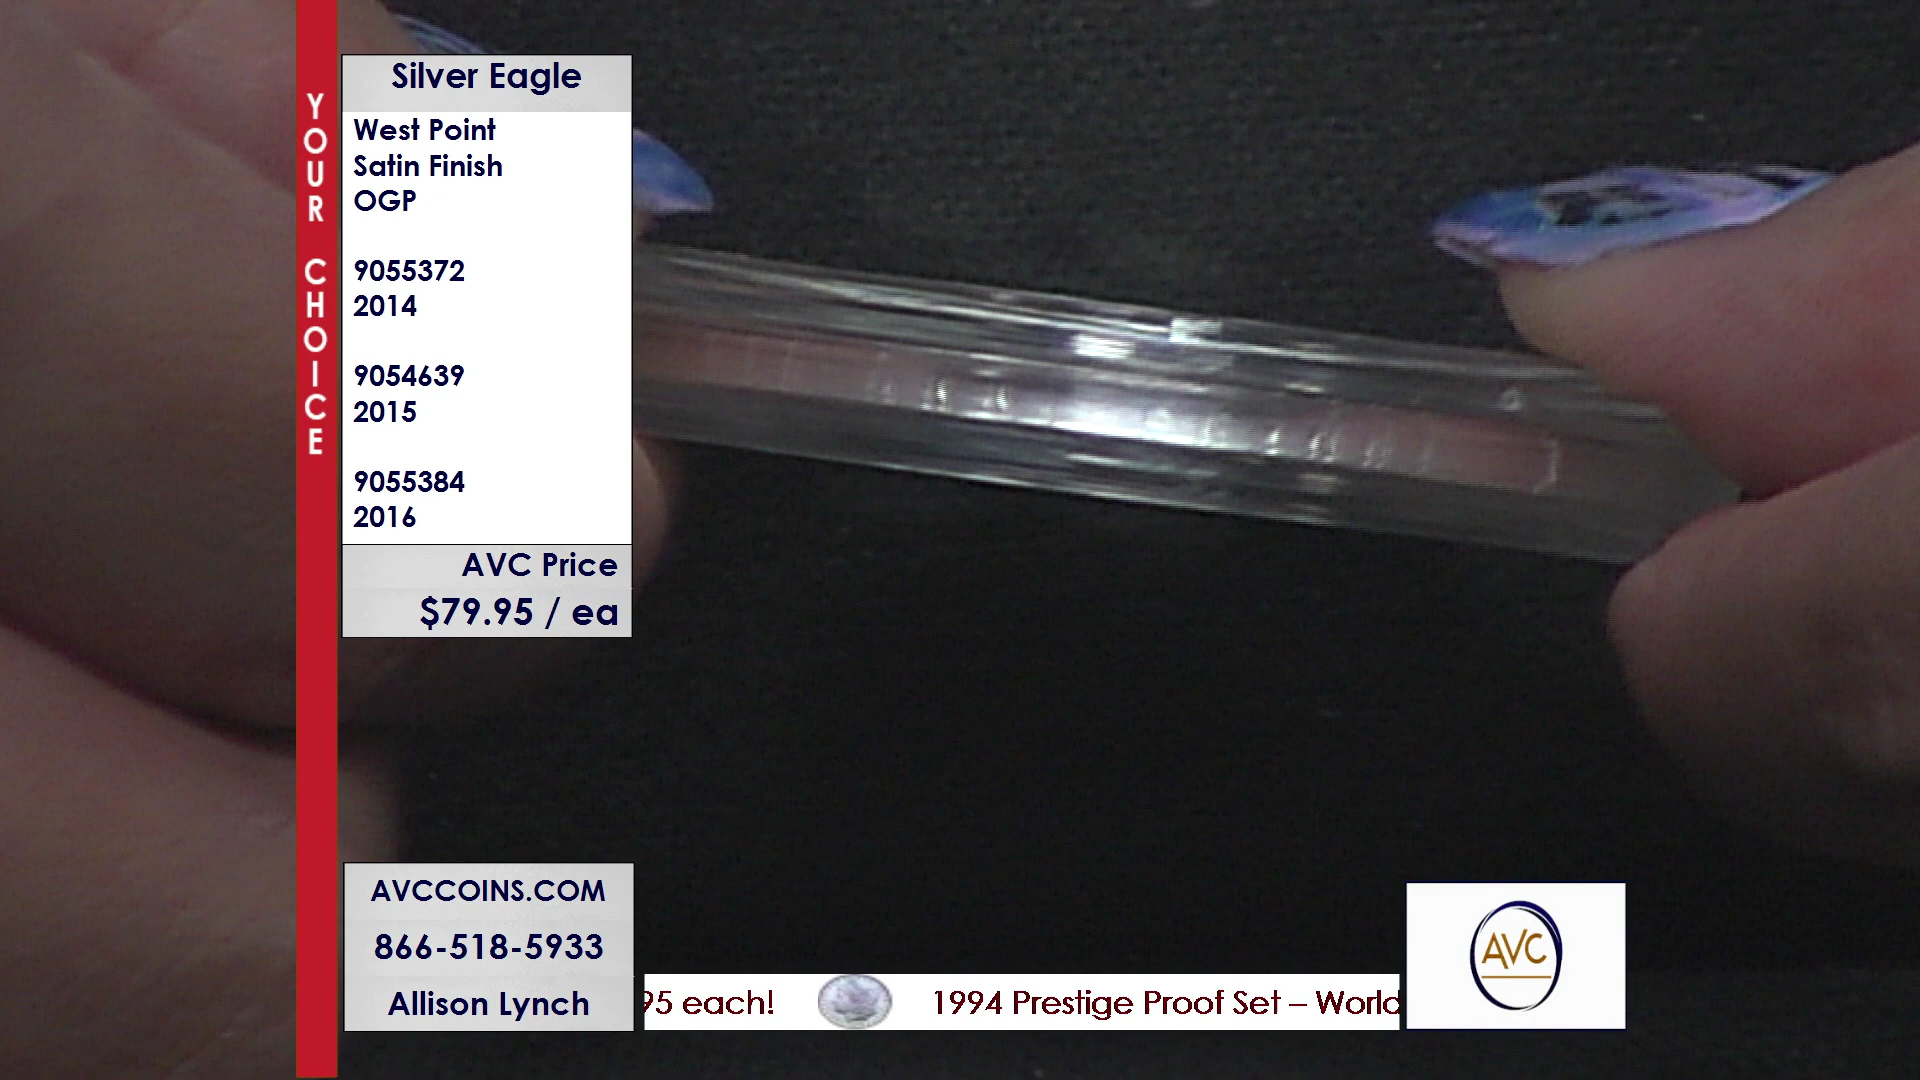 YOUR CHOICE
Silver Eagle
West Point
Satin Finish
OGP
9055372
2014
9054639
2015
9055384
2016
AVC Price
$79.95 / ea
AVCCOINS.COM
866-518-5933
Allison Lynch
95 each!
1994 Prestige Proof Set – World
AVC